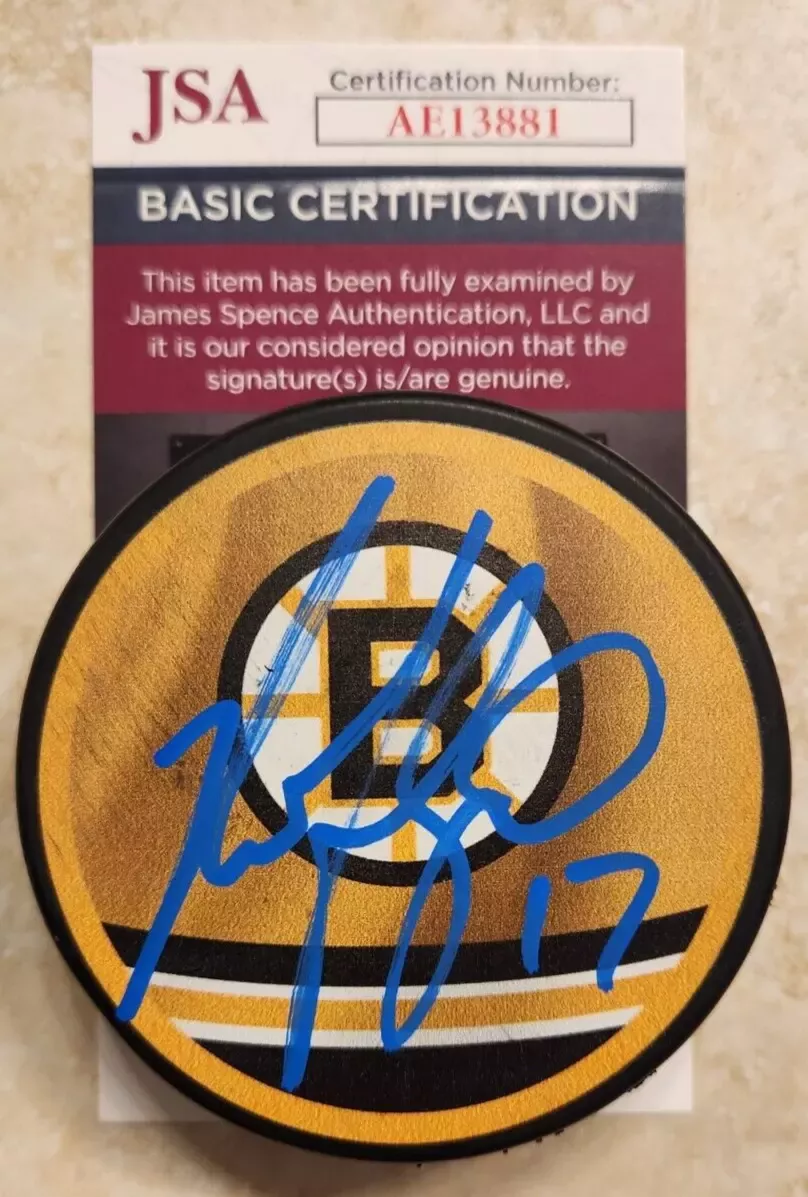 JSA
Certification Number:
AE13881
BASIC CERTIFICATION
This item has been fully examined by
James Spence Authentication, LLC and
it is our considered opinion that the
signature(s) is/are genuine.
B
17